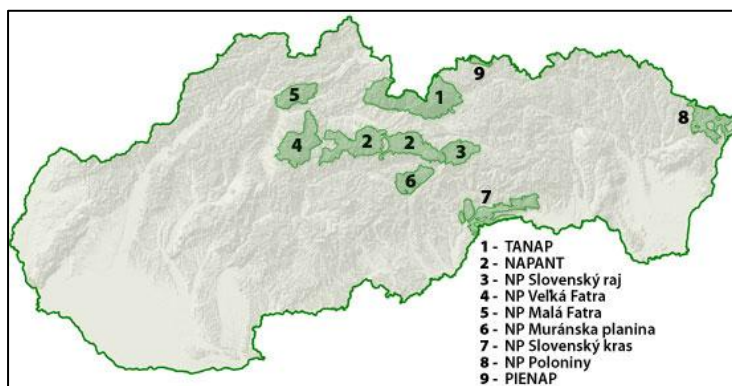 9
5
1
8
4
2
2
3
6
7
1 - TANAP
2 - NAPANT
3 - NP Slovenský raj
4 - NP Veľká Fatra
5 - NP Malá Fatra
6 - NP Muránska planina
7 - NP Slovenský kras
8 - NP Poloniny
9 - PIENAP